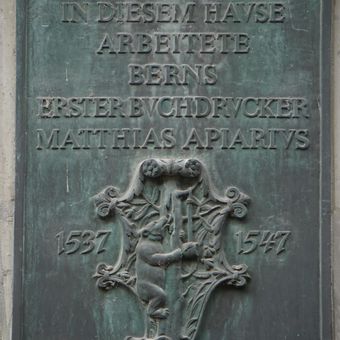 IN DIESEM HAVSE
ARBEITETE
BERNS
ERSTER BVCHDRVCKER
MATTHIAS APIARIVS
1537 1547